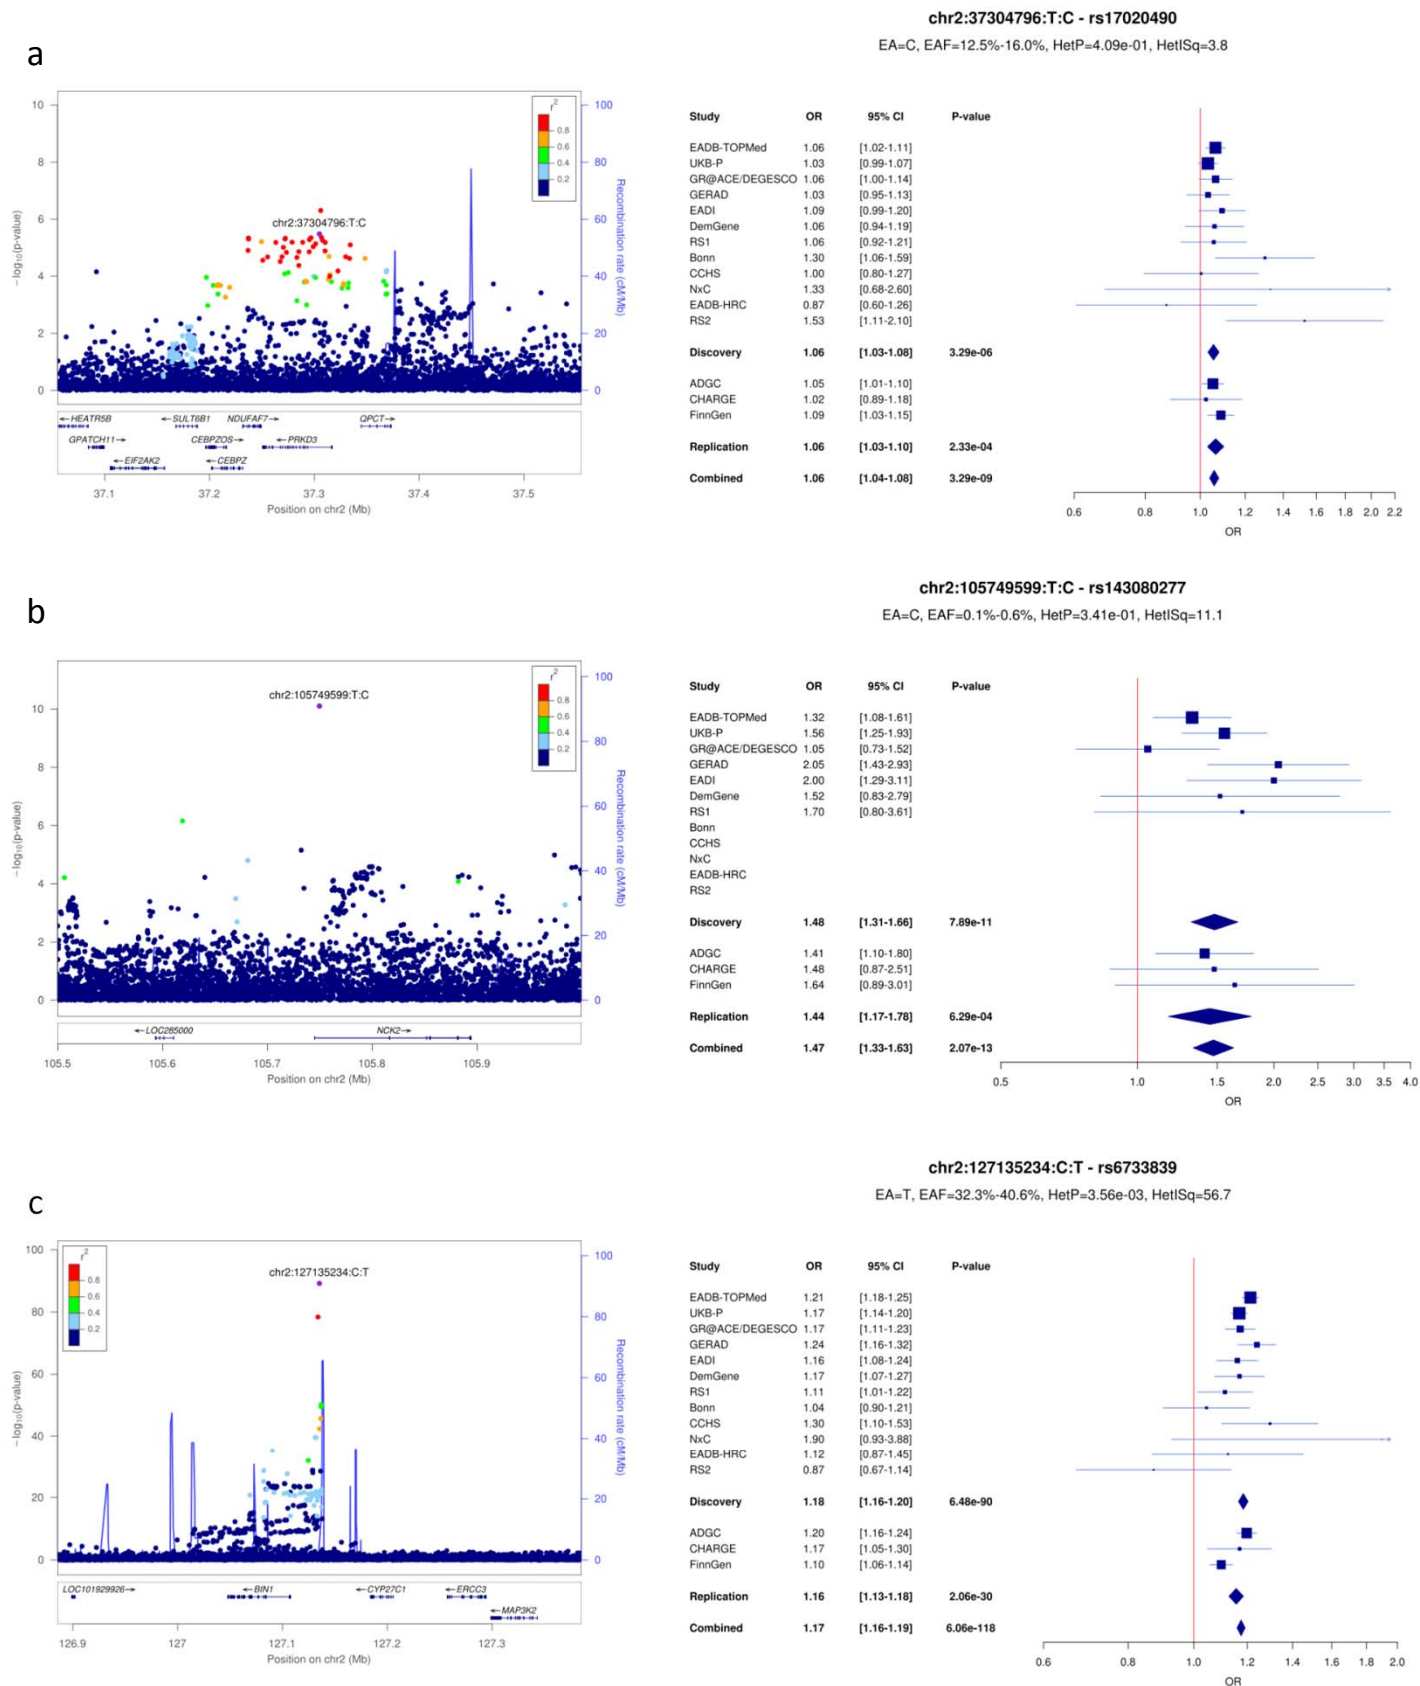 a
chr2:37304796:T:C - rs17020490
EA=C, EAF=12.5%-16.0%, HetP=4.09e-01, HetISq=3.8
r²
0.8
0.6
0.4
0.2
chr2:37304796:T:C
10
8
6
4
2
0
100
80
60
40
20
0
−log₁₀(p-value)
Recombination rate (cM/Mb)
←HEATR5B ←SULT6B1 NDUFAF7→ QPCT→
GPATCH11→ CEBPZOS→ ←PRKD3
←EIF2AK2 ←CEBPZ
37.1 37.2 37.3 37.4 37.5
Position on chr2 (Mb)
Study OR 95% CI P-value
EADB-TOPMed 1.06 [1.02-1.11]
UKB-P 1.03 [0.99-1.07]
GR@ACE/DEGESCO 1.06 [1.00-1.14]
GERAD 1.03 [0.95-1.13]
EADI 1.09 [0.99-1.20]
DemGene 1.06 [0.94-1.19]
RS1 1.06 [0.92-1.21]
Bonn 1.30 [1.06-1.59]
CCHS 1.00 [0.80-1.27]
NxC 1.33 [0.68-2.60]
EADB-HRC 0.87 [0.60-1.26]
RS2 1.53 [1.11-2.10]
Discovery 1.06 [1.03-1.08] 3.29e-06
ADGC 1.05 [1.01-1.10]
CHARGE 1.02 [0.89-1.18]
FinnGen 1.09 [1.03-1.15]
Replication 1.06 [1.03-1.10] 2.33e-04
Combined 1.06 [1.04-1.08] 3.29e-09
0.6 0.8 1.0 1.2 1.4 1.6 1.8 2.0 2.2
OR
b
chr2:105749599:T:C - rs143080277
EA=C, EAF=0.1%-0.6%, HetP=3.41e-01, HetISq=11.1
r²
0.8
0.6
0.4
0.2
chr2:105749599:T:C
10
8
6
4
2
0
100
80
60
40
20
0
−log₁₀(p-value)
Recombination rate (cM/Mb)
←LOC285000 NCK2→
105.5 105.6 105.7 105.8 105.9
Position on chr2 (Mb)
Study OR 95% CI P-value
EADB-TOPMed 1.32 [1.08-1.61]
UKB-P 1.56 [1.25-1.93]
GR@ACE/DEGESCO 1.05 [0.73-1.52]
GERAD 2.05 [1.43-2.93]
EADI 2.00 [1.29-3.11]
DemGene 1.52 [0.83-2.79]
RS1 1.70 [0.80-3.61]
Bonn
CCHS
NxC
EADB-HRC
RS2
Discovery 1.48 [1.31-1.66] 7.89e-11
ADGC 1.41 [1.10-1.80]
CHARGE 1.48 [0.87-2.51]
FinnGen 1.64 [0.89-3.01]
Replication 1.44 [1.17-1.78] 6.29e-04
Combined 1.47 [1.33-1.63] 2.07e-13
0.5 1.0 1.5 2.0 2.5 3.0 3.5 4.0
OR
c
chr2:127135234:C:T - rs6733839
EA=T, EAF=32.3%-40.6%, HetP=3.56e-03, HetISq=56.7
r²
0.8
0.6
0.4
0.2
chr2:127135234:C:T
100
80
60
40
20
0
100
80
60
40
20
0
−log₁₀(p-value)
Recombination rate (cM/Mb)
LOC101929926→ ←BIN1 ←CYP27C1 ←ERCC3
←MAP3K2
126.9 127 127.1 127.2 127.3
Position on chr2 (Mb)
Study OR 95% CI P-value
EADB-TOPMed 1.21 [1.18-1.25]
UKB-P 1.17 [1.14-1.20]
GR@ACE/DEGESCO 1.17 [1.11-1.23]
GERAD 1.24 [1.16-1.32]
EADI 1.16 [1.08-1.24]
DemGene 1.17 [1.07-1.27]
RS1 1.11 [1.01-1.22]
Bonn 1.04 [0.90-1.21]
CCHS 1.30 [1.10-1.53]
NxC 1.90 [0.93-3.88]
EADB-HRC 1.12 [0.87-1.45]
RS2 0.87 [0.67-1.14]
Discovery 1.18 [1.16-1.20] 6.48e-90
ADGC 1.20 [1.16-1.24]
CHARGE 1.17 [1.05-1.30]
FinnGen 1.10 [1.06-1.14]
Replication 1.16 [1.13-1.18] 2.06e-30
Combined 1.17 [1.16-1.19] 6.06e-118
0.6 0.8 1.0 1.2 1.4 1.6 1.8 2.0
OR